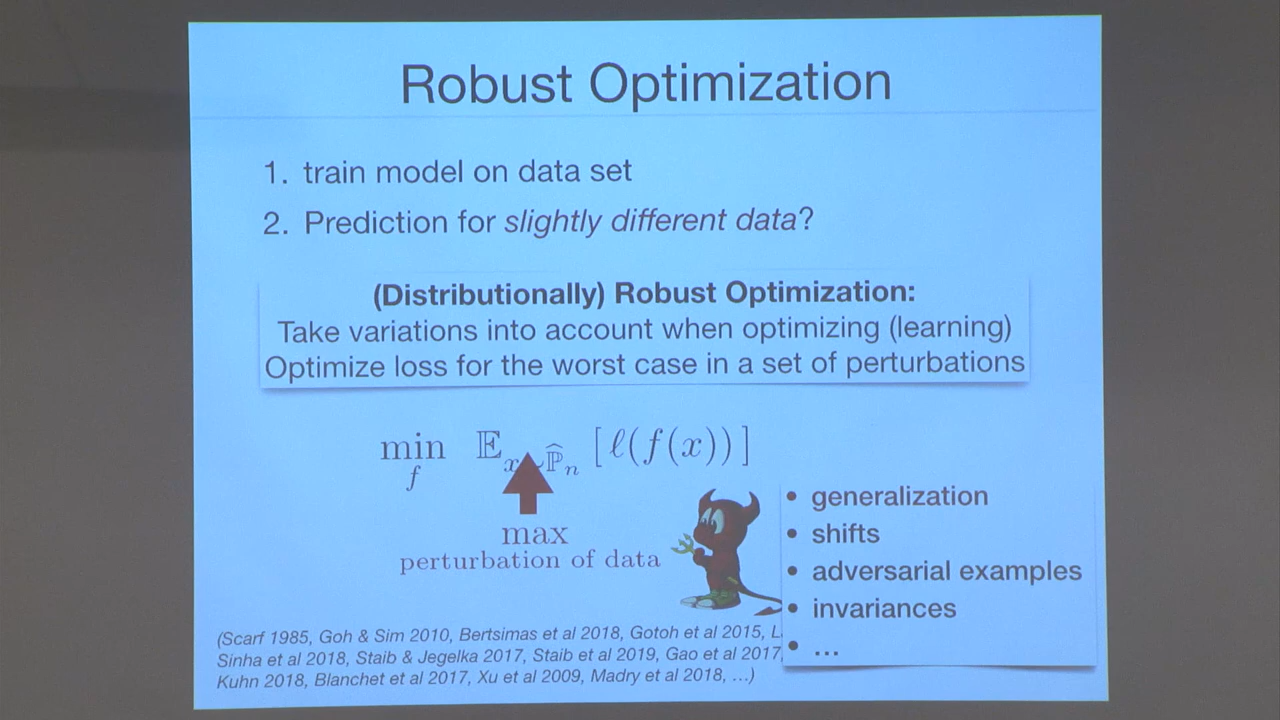 Robust Optimization
1. train model on data set
2. Prediction for slightly different data?
(Distributionally) Robust Optimization:
Take variations into account when optimizing (learning)
Optimize loss for the worst case in a set of perturbations
min E [ℓ(f(x))]
f x~P̂n
max
perturbation of data
• generalization
• shifts
• adversarial examples
• invariances
• ...
(Scarf 1985, Goh & Sim 2010, Bertsimas et al 2018, Gotoh et al 2015, L
Sinha et al 2018, Staib & Jegelka 2017, Staib et al 2019, Gao et al 2017,
Kuhn 2018, Blanchet et al 2017, Xu et al 2009, Madry et al 2018, ...)